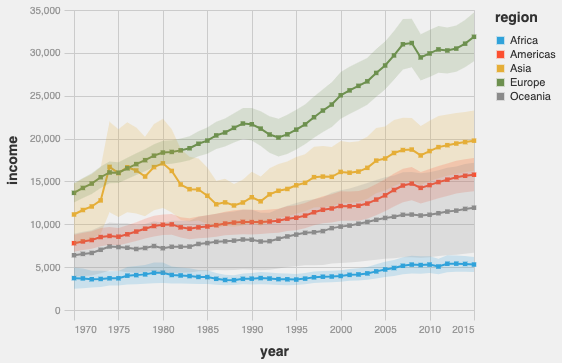 35,000
30,000
25,000
20,000
15,000
10,000
5,000
0
income
1970 1975 1980 1985 1990 1995 2000 2005 2010 2015
year
region
Africa
Americas
Asia
Europe
Oceania